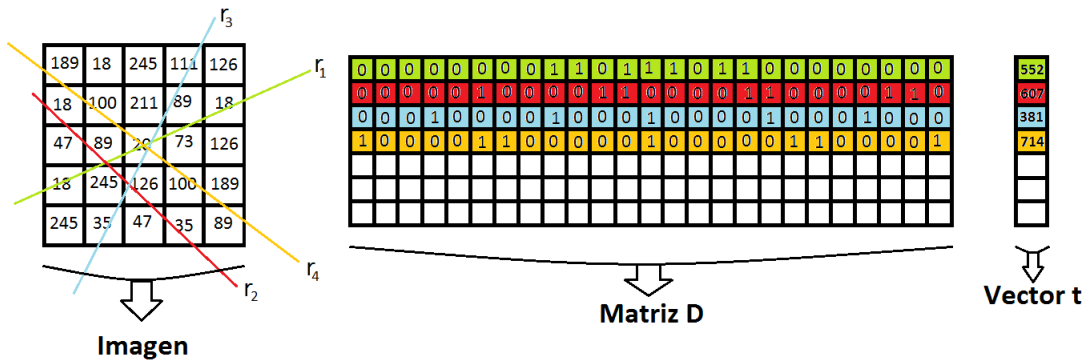 r3
189 18 245 111 126
r1
18 100 211 89 18
47 89 20 73 126
18 245 126 100 189
245 35 47 35 89
r4
r2
Imagen
0 0 0 0 0 0 0 0 1 1 0 1 1 1 0 1 1 0 0 0 0 0 0 0 0
0 0 0 0 0 1 0 0 0 0 1 1 0 0 0 0 1 1 0 0 0 0 1 1 0
0 0 0 1 0 0 0 0 1 0 0 0 1 0 0 0 0 1 0 0 0 1 0 0 0
1 0 0 0 0 1 1 0 0 0 0 0 1 0 0 0 0 0 1 1 0 0 0 0 1
Matriz D
552
607
381
714
Vector t